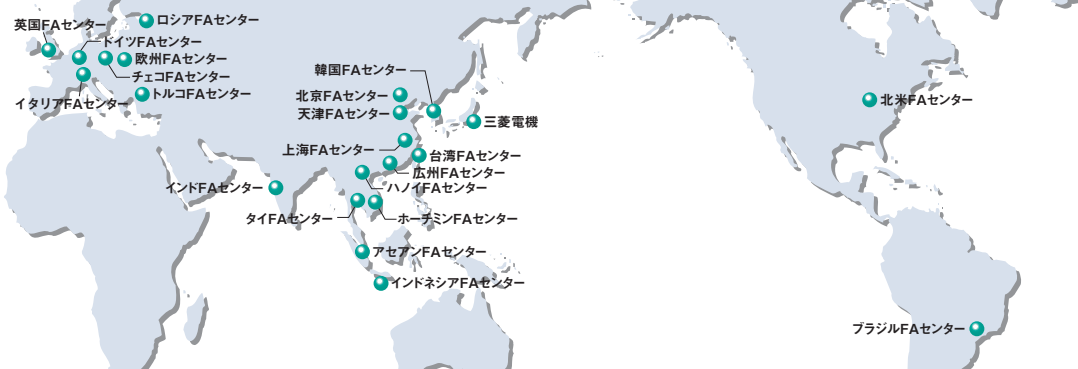 ロシアFAセンター
英国FAセンター
ドイツFAセンター
欧州FAセンター
チェコFAセンター
トルコFAセンター
イタリアFAセンター
韓国FAセンター
北京FAセンター
天津FAセンター
三菱電機
上海FAセンター
台湾FAセンター
広州FAセンター
ハノイFAセンター
インドFAセンター
タイFAセンター
ホーチミンFAセンター
アセアンFAセンター
インドネシアFAセンター
北米FAセンター
ブラジルFAセンター